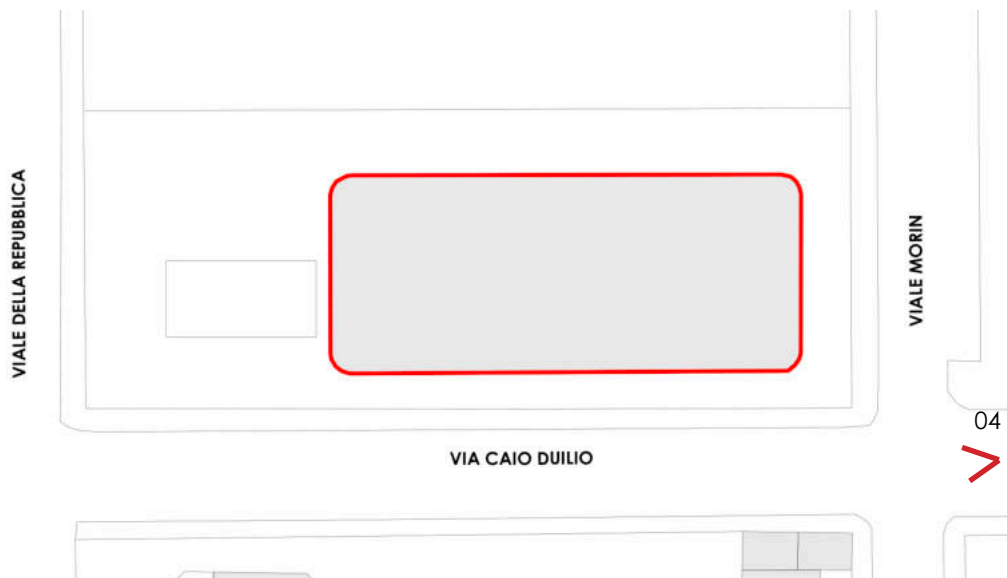 VIALE DELLA REPUBBLICA
VIALE MORIN
04
VIA CAIO DUILIO